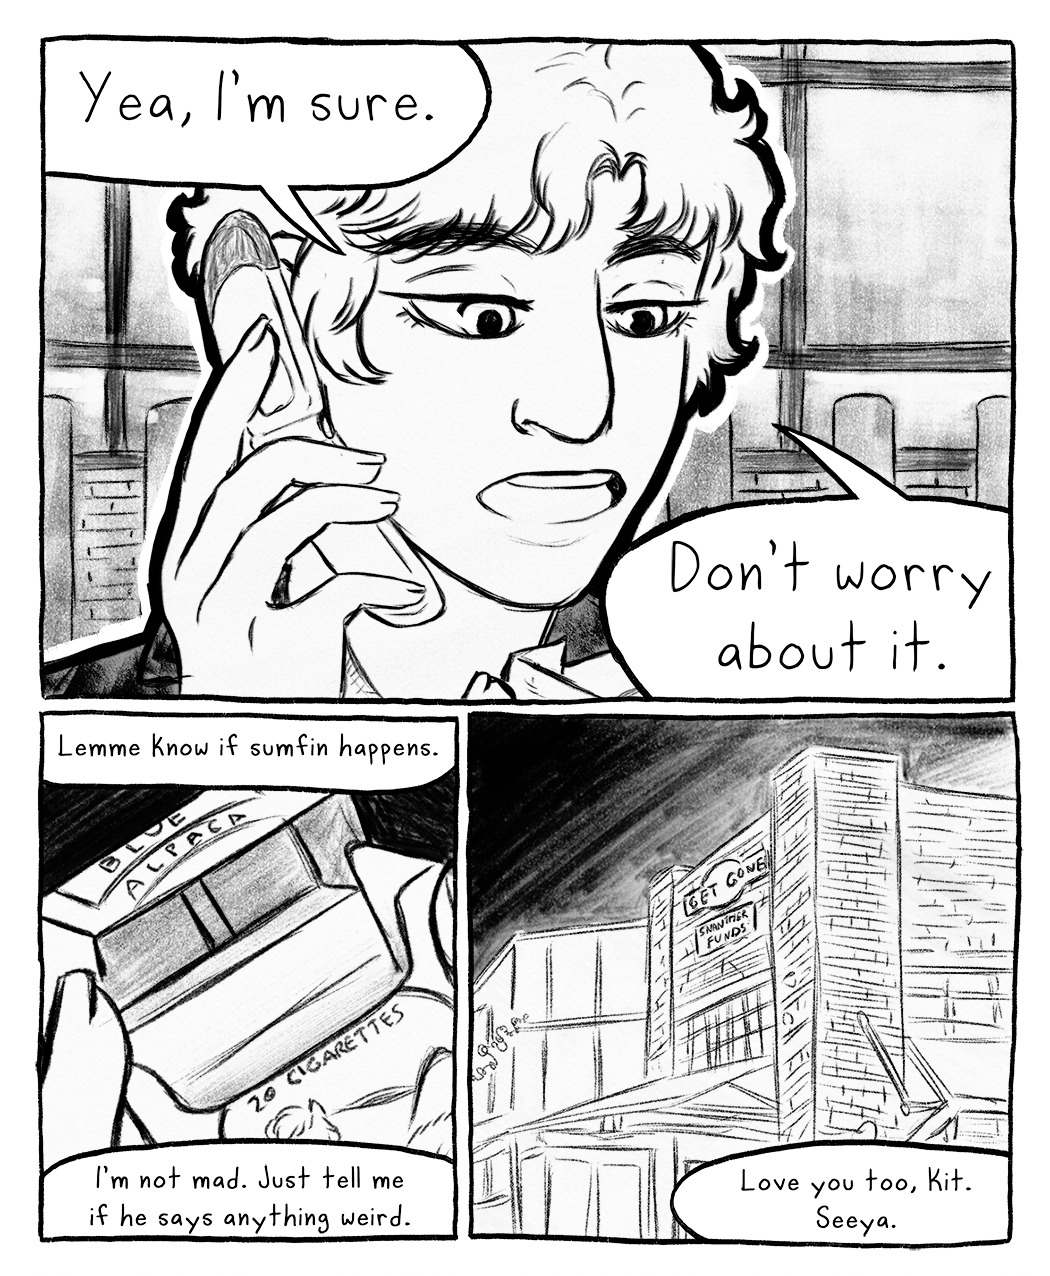 Yea, I'm sure.
Don't worry
about it.
Lemme know if sumfin happens.
BLUE
ALPACA
20 CIGARETTES
I'm not mad. Just tell me
if he says anything weird.
GET GONE
FUNDS
Love you too, Kit.
Seeya.